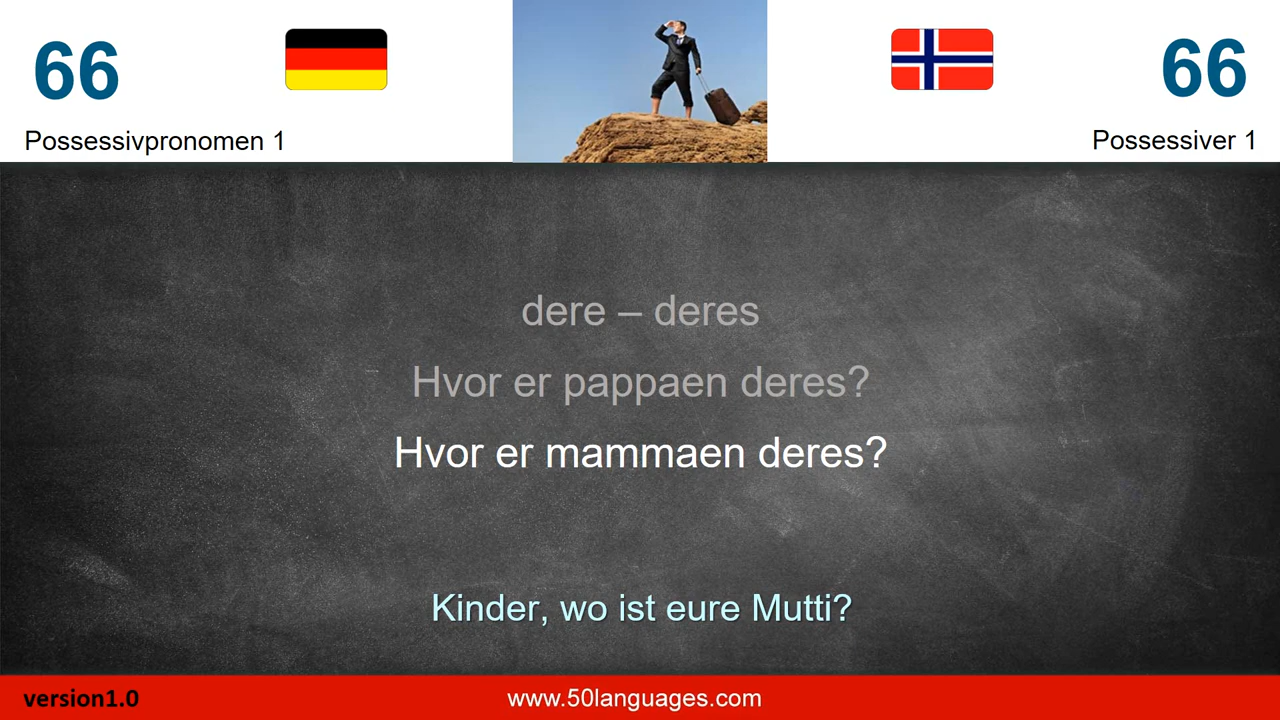 66
66
Possessivpronomen 1
Possessiver 1
dere – deres
Hvor er pappaen deres?
Hvor er mammaen deres?
Kinder, wo ist eure Mutti?
version1.0
www.50languages.com